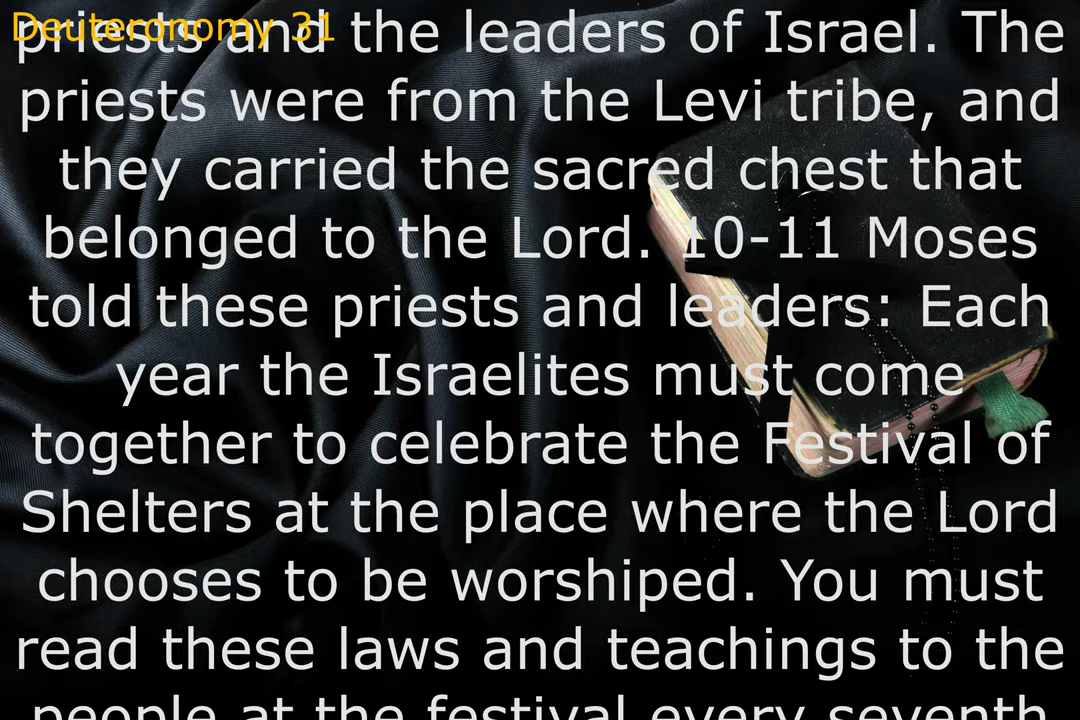 Deuteronomy 31
priests and the leaders of Israel. The
priests were from the Levi tribe, and
they carried the sacred chest that
belonged to the Lord. 10-11 Moses
told these priests and leaders: Each
year the Israelites must come
together to celebrate the Festival of
Shelters at the place where the Lord
chooses to be worshiped. You must
read these laws and teachings to the
people at the festival every seventh